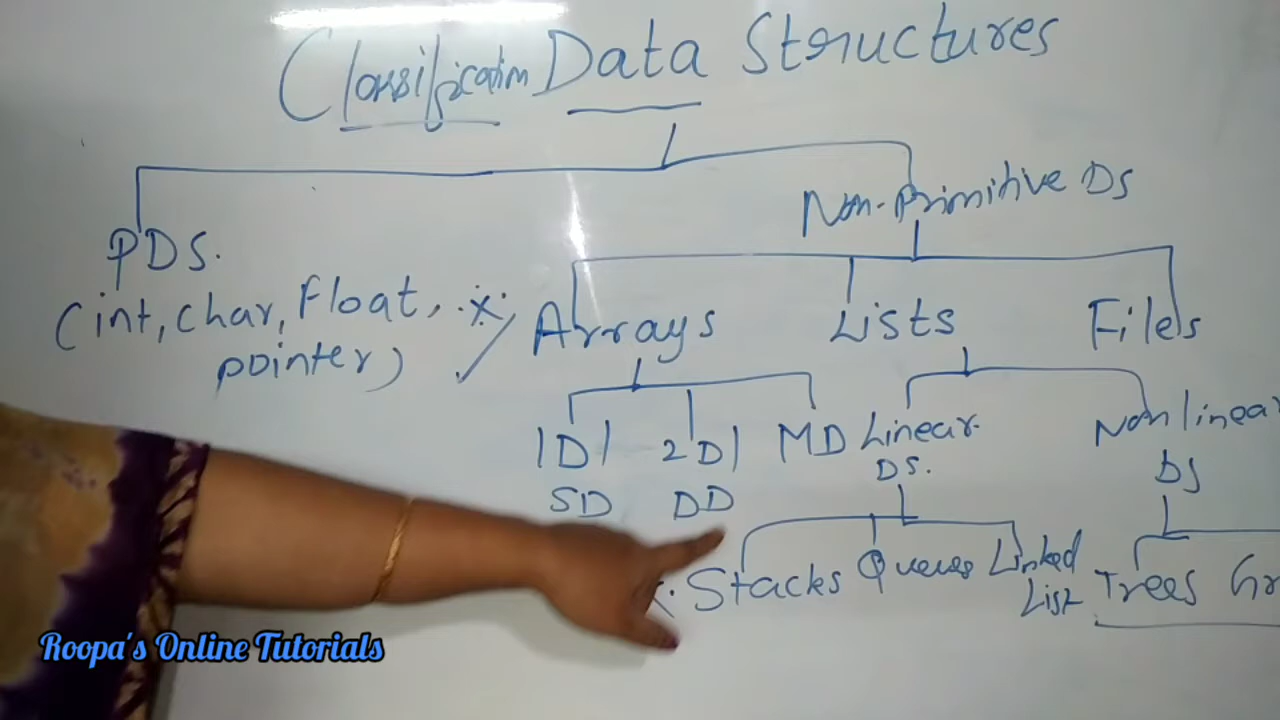 Classification Data Structures
Non-Primitive DS
PDS.
(int, char, Float,
pointer)
Arrays Lists Files
1D 2D MD Linear Non linear
DS. DS
SD DD
Stacks Queues Linked Trees
List
Roopa's Online Tutorials